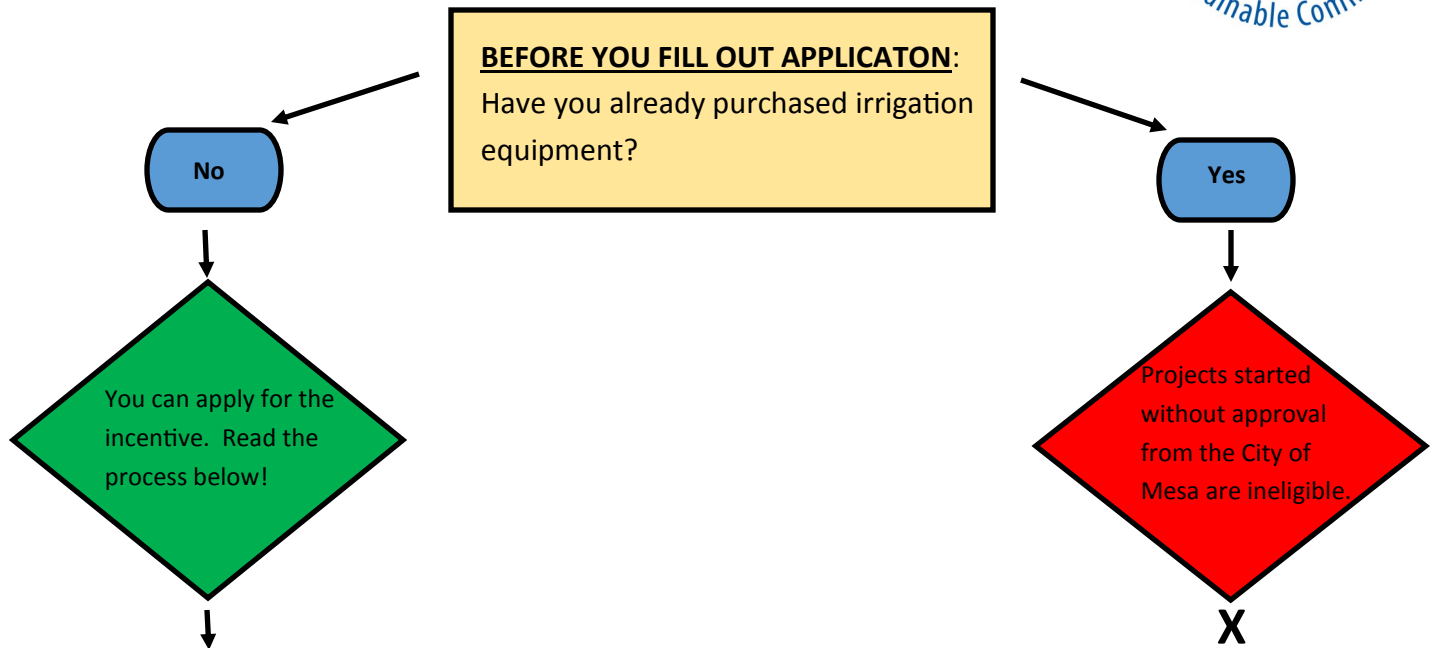 BEFORE YOU FILL OUT APPLICATON:
Have you already purchased irrigation
equipment?
No
Yes
You can apply for the
incentive. Read the
process below!
Projects started
without approval
from the City of
Mesa are ineligible.
X